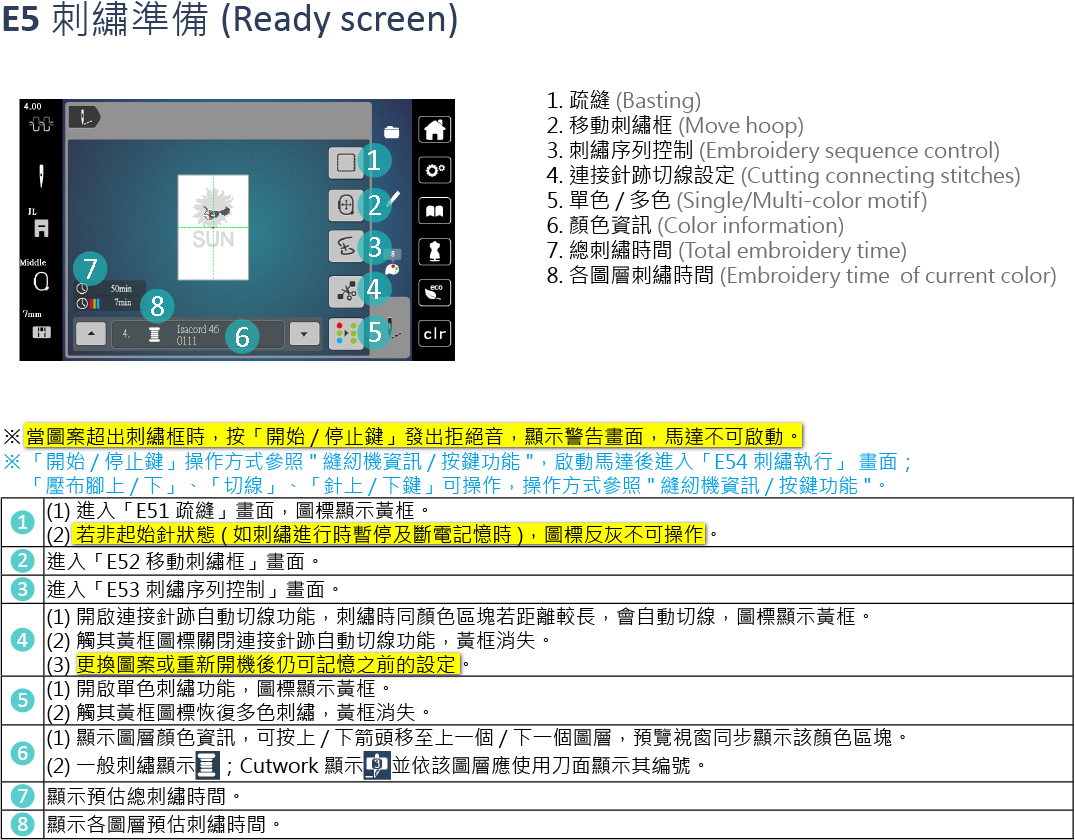 E5 刺繡準備 (Ready screen)
4.00
JL
Middle
7mm
50min
7min
4.
Isacord 46
0111
SUN
eco
clr
1
2
3
4
5
6
7
8
1. 疏縫 (Basting)
2. 移動刺繡框 (Move hoop)
3. 刺繡序列控制 (Embroidery sequence control)
4. 連接針跡切線設定 (Cutting connecting stitches)
5. 單色 / 多色 (Single/Multi-color motif)
6. 顏色資訊 (Color information)
7. 總刺繡時間 (Total embroidery time)
8. 各圖層刺繡時間 (Embroidery time of current color)
※ 當圖案超出刺繡框時，按「開始 / 停止鍵」發出拒絕音，顯示警告畫面，馬達不可啟動。
※ 「開始 / 停止鍵」操作方式參照 " 縫紉機資訊 / 按鍵功能 "，啟動馬達後進入「E54 刺繡執行」 畫面；
「壓布腳上 / 下」、「切線」、「針上 / 下鍵」可操作，操作方式參照 " 縫紉機資訊 / 按鍵功能 "。
1
(1) 進入「E51 疏縫」畫面，圖標顯示黃框。
(2) 若非起始針狀態 ( 如刺繡進行時暫停及斷電記憶時 )，圖標反灰不可操作。
2 進入「E52 移動刺繡框」畫面。
3 進入「E53 刺繡序列控制」畫面。
4
(1) 開啟連接針跡自動切線功能，刺繡時同顏色區塊若距離較長，會自動切線，圖標顯示黃框。
(2) 觸其黃框圖標關閉連接針跡自動切線功能，黃框消失。
(3) 更換圖案或重新開機後仍可記憶之前的設定。
5
(1) 開啟單色刺繡功能，圖標顯示黃框。
(2) 觸其黃框圖標恢復多色刺繡，黃框消失。
6
(1) 顯示圖層顏色資訊，可按上 / 下箭頭移至上一個 / 下一個圖層，預覽視窗同步顯示該顏色區塊。
(2) 一般刺繡顯示；Cutwork 顯示並依該圖層應使用刀面顯示其编號。
7 顯示預估總刺繡時間。
8 顯示各圖層預估刺繡時間。